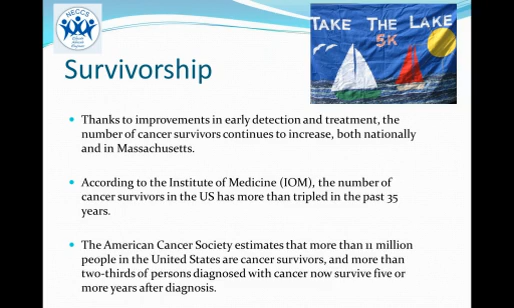 NECCS
TAKE THE LAKE
5K
Survivorship
Thanks to improvements in early detection and treatment, the
number of cancer survivors continues to increase, both nationally
and in Massachusetts.
According to the Institute of Medicine (IOM), the number of
cancer survivors in the US has more than tripled in the past 35
years.
The American Cancer Society estimates that more than 11 million
people in the United States are cancer survivors, and more than
two-thirds of persons diagnosed with cancer now survive five or
more years after diagnosis.